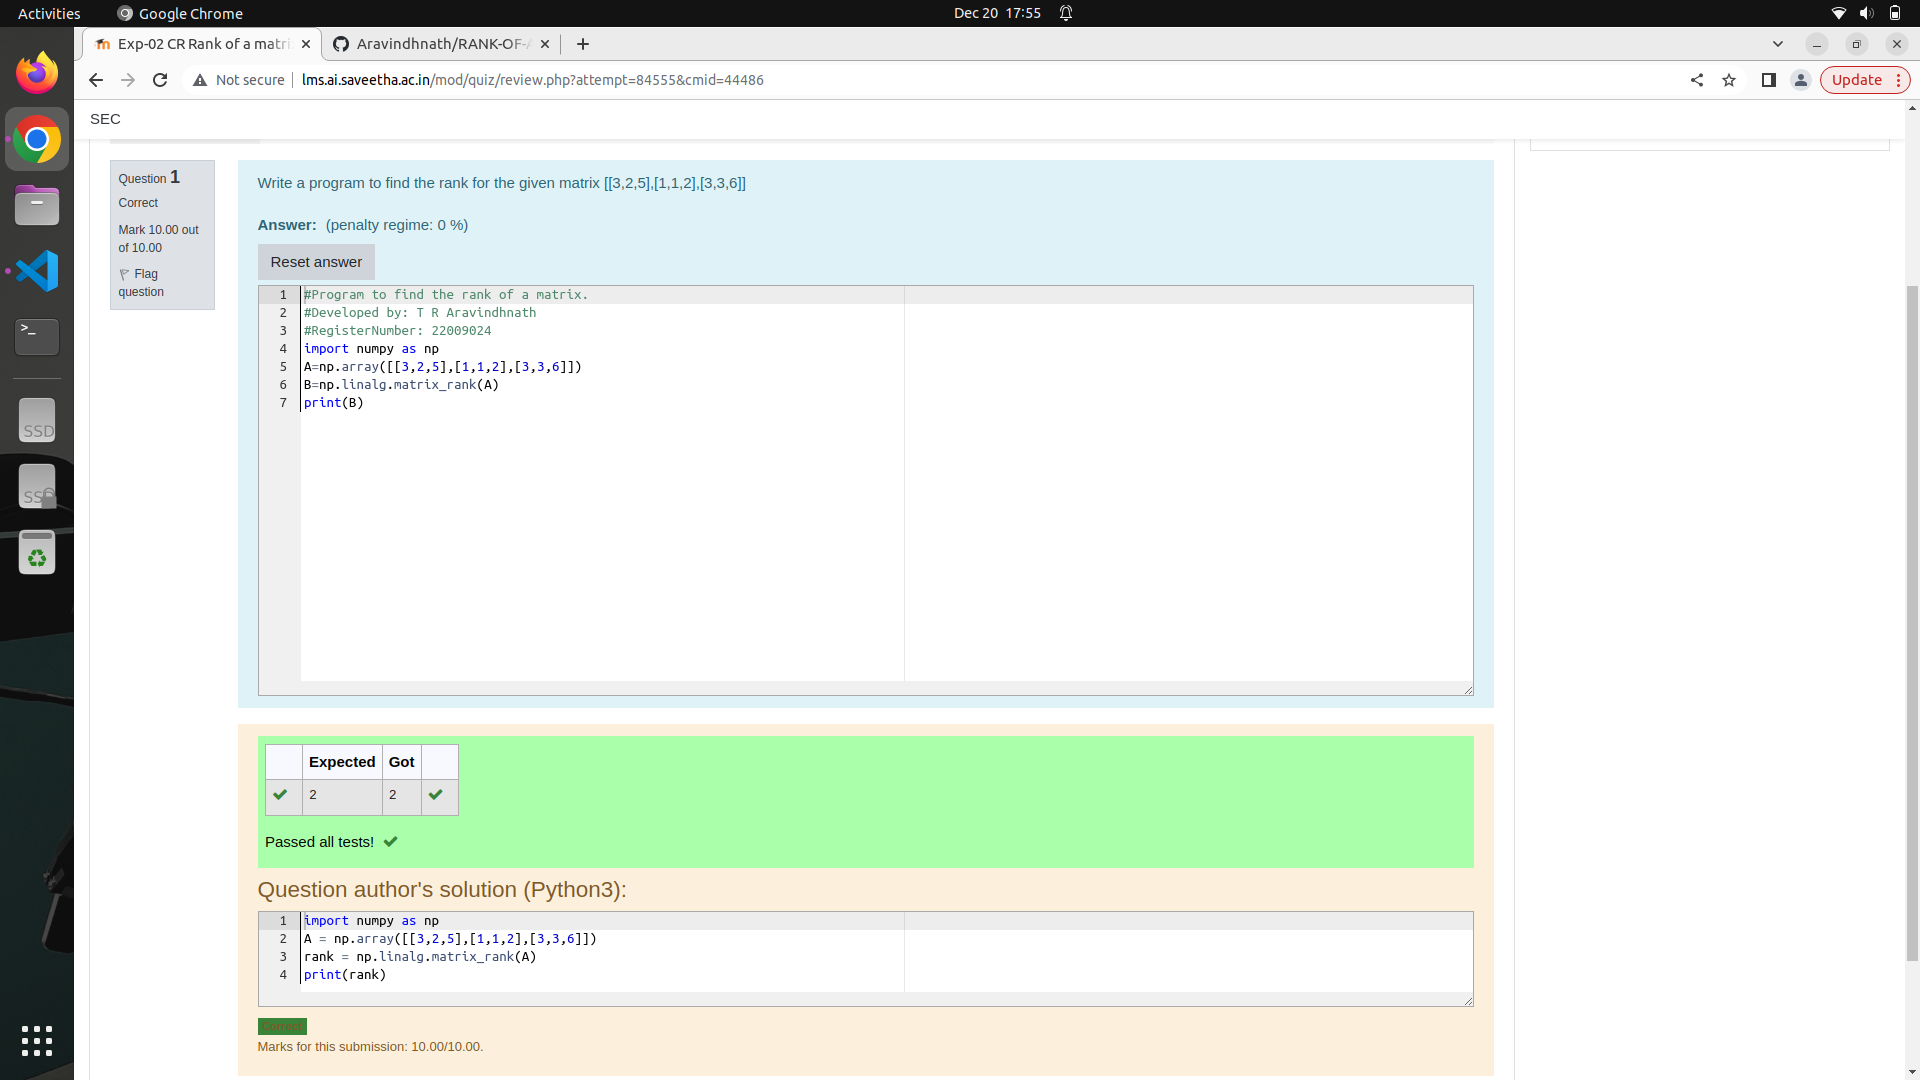 Activities
Google Chrome
Dec 20 17:55
Exp-02 CR Rank of a matri
Aravindhnath/RANK-OF-
Not secure
lms.ai.saveetha.ac.in/mod/quiz/review.php?attempt=84555&cmid=44486
Update
SEC
Question 1
Correct
Mark 10.00 out
of 10.00
Flag
question
Write a program to find the rank for the given matrix [[3,2,5],[1,1,2],[3,3,6]]
Answer: (penalty regime: 0 %)
Reset answer
1 #Program to find the rank of a matrix.
2 #Developed by: T R Aravindhnath
3 #RegisterNumber: 22009024
4 import numpy as np
5 A=np.array([[3,2,5],[1,1,2],[3,3,6]])
6 B=np.linalg.matrix_rank(A)
7 print(B)
Expected Got
2 2
Passed all tests!
Question author's solution (Python3):
1 import numpy as np
2 A = np.array([[3,2,5],[1,1,2],[3,3,6]])
3 rank = np.linalg.matrix_rank(A)
4 print(rank)
Correct
Marks for this submission: 10.00/10.00.
>_
SSD
SSD